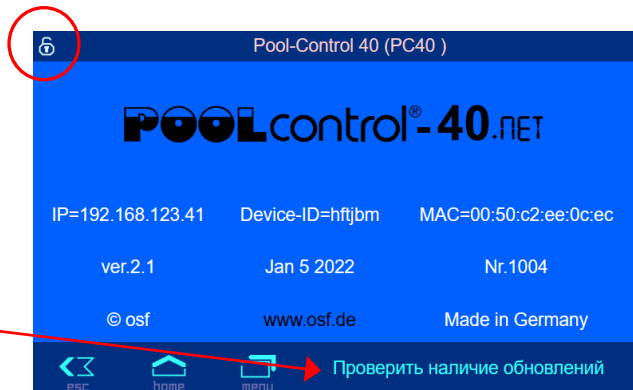 Pool-Control 40 (PC40 )
POOLcontrol®-40.net
IP=192.168.123.41 Device-ID=hftjbm MAC=00:50:c2:ee:0c:ec
ver.2.1 Jan 5 2022 Nr.1004
© osf www.osf.de Made in Germany
Проверить наличие обновлений
esc home menu